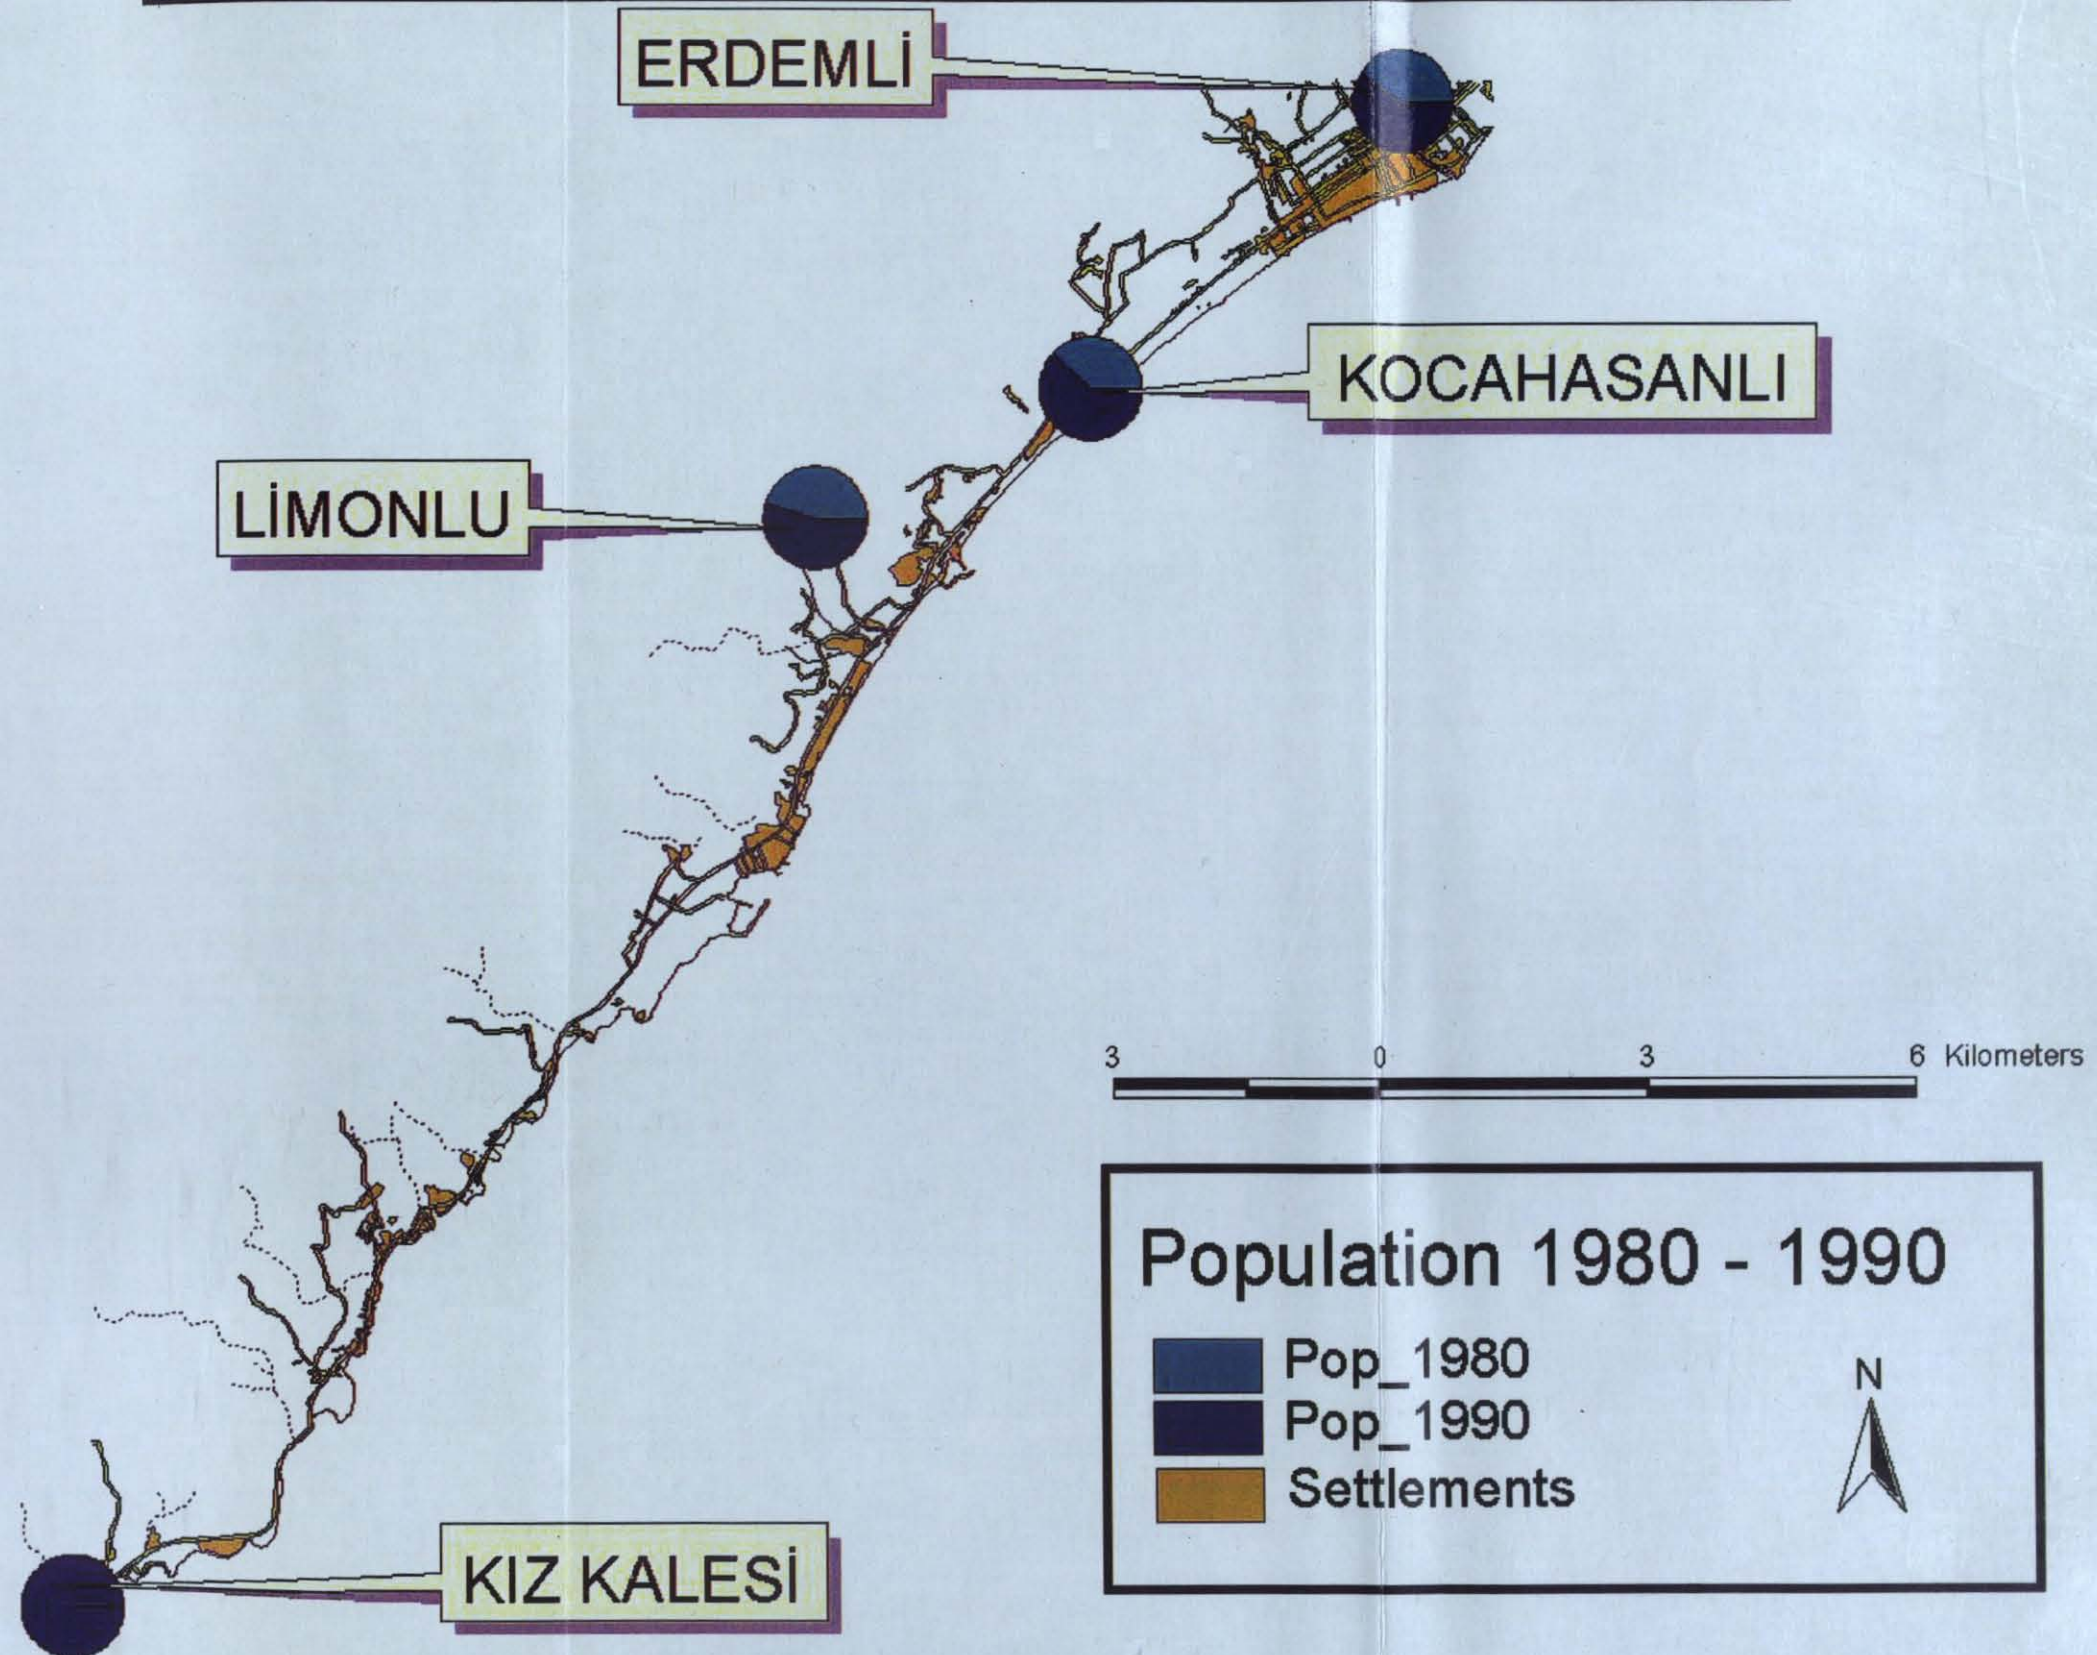 ERDEMLİ
KOCAHASANLI
LİMONLU
3 0 3 6 Kilometers
Population 1980 - 1990
Pop_1980
Pop_1990
Settlements
N
KIZ KALESİ